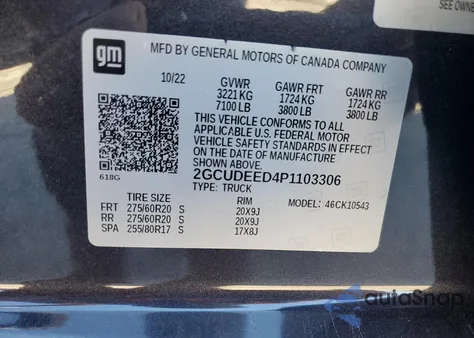 SEE OWNE
gm
MFD BY GENERAL MOTORS OF CANADA COMPANY
10/22 GVWR GAWR FRT GAWR RR
3221 KG 1724 KG 1724 KG
7100 LB 3800 LB 3800 LB
THIS VEHICLE CONFORMS TO ALL
APPLICABLE U.S. FEDERAL MOTOR
VEHICLE SAFETY STANDARDS IN EFFECT ON
THE DATE OF MANUFACTURE SHOWN ABOVE.
618G 2GCUDEED4P1103306
TYPE: TRUCK
TIRE SIZE RIM MODEL: 46CK10543
FRT 275/60R20 S 20X9J
RR 275/60R20 S 20X9J
SPA 255/80R17 S 17X8J
autoSnap